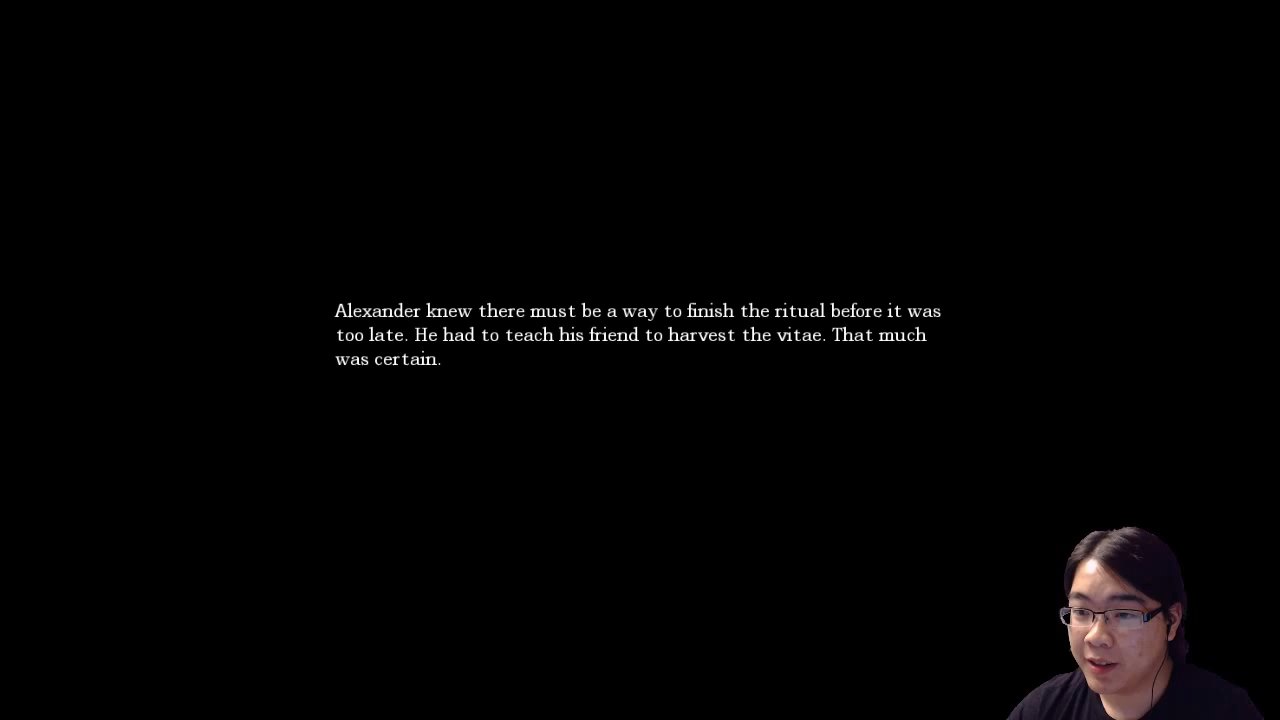 Alexander knew there must be a way to finish the ritual before it was
too late. He had to teach his friend to harvest the vitae. That much
was certain.